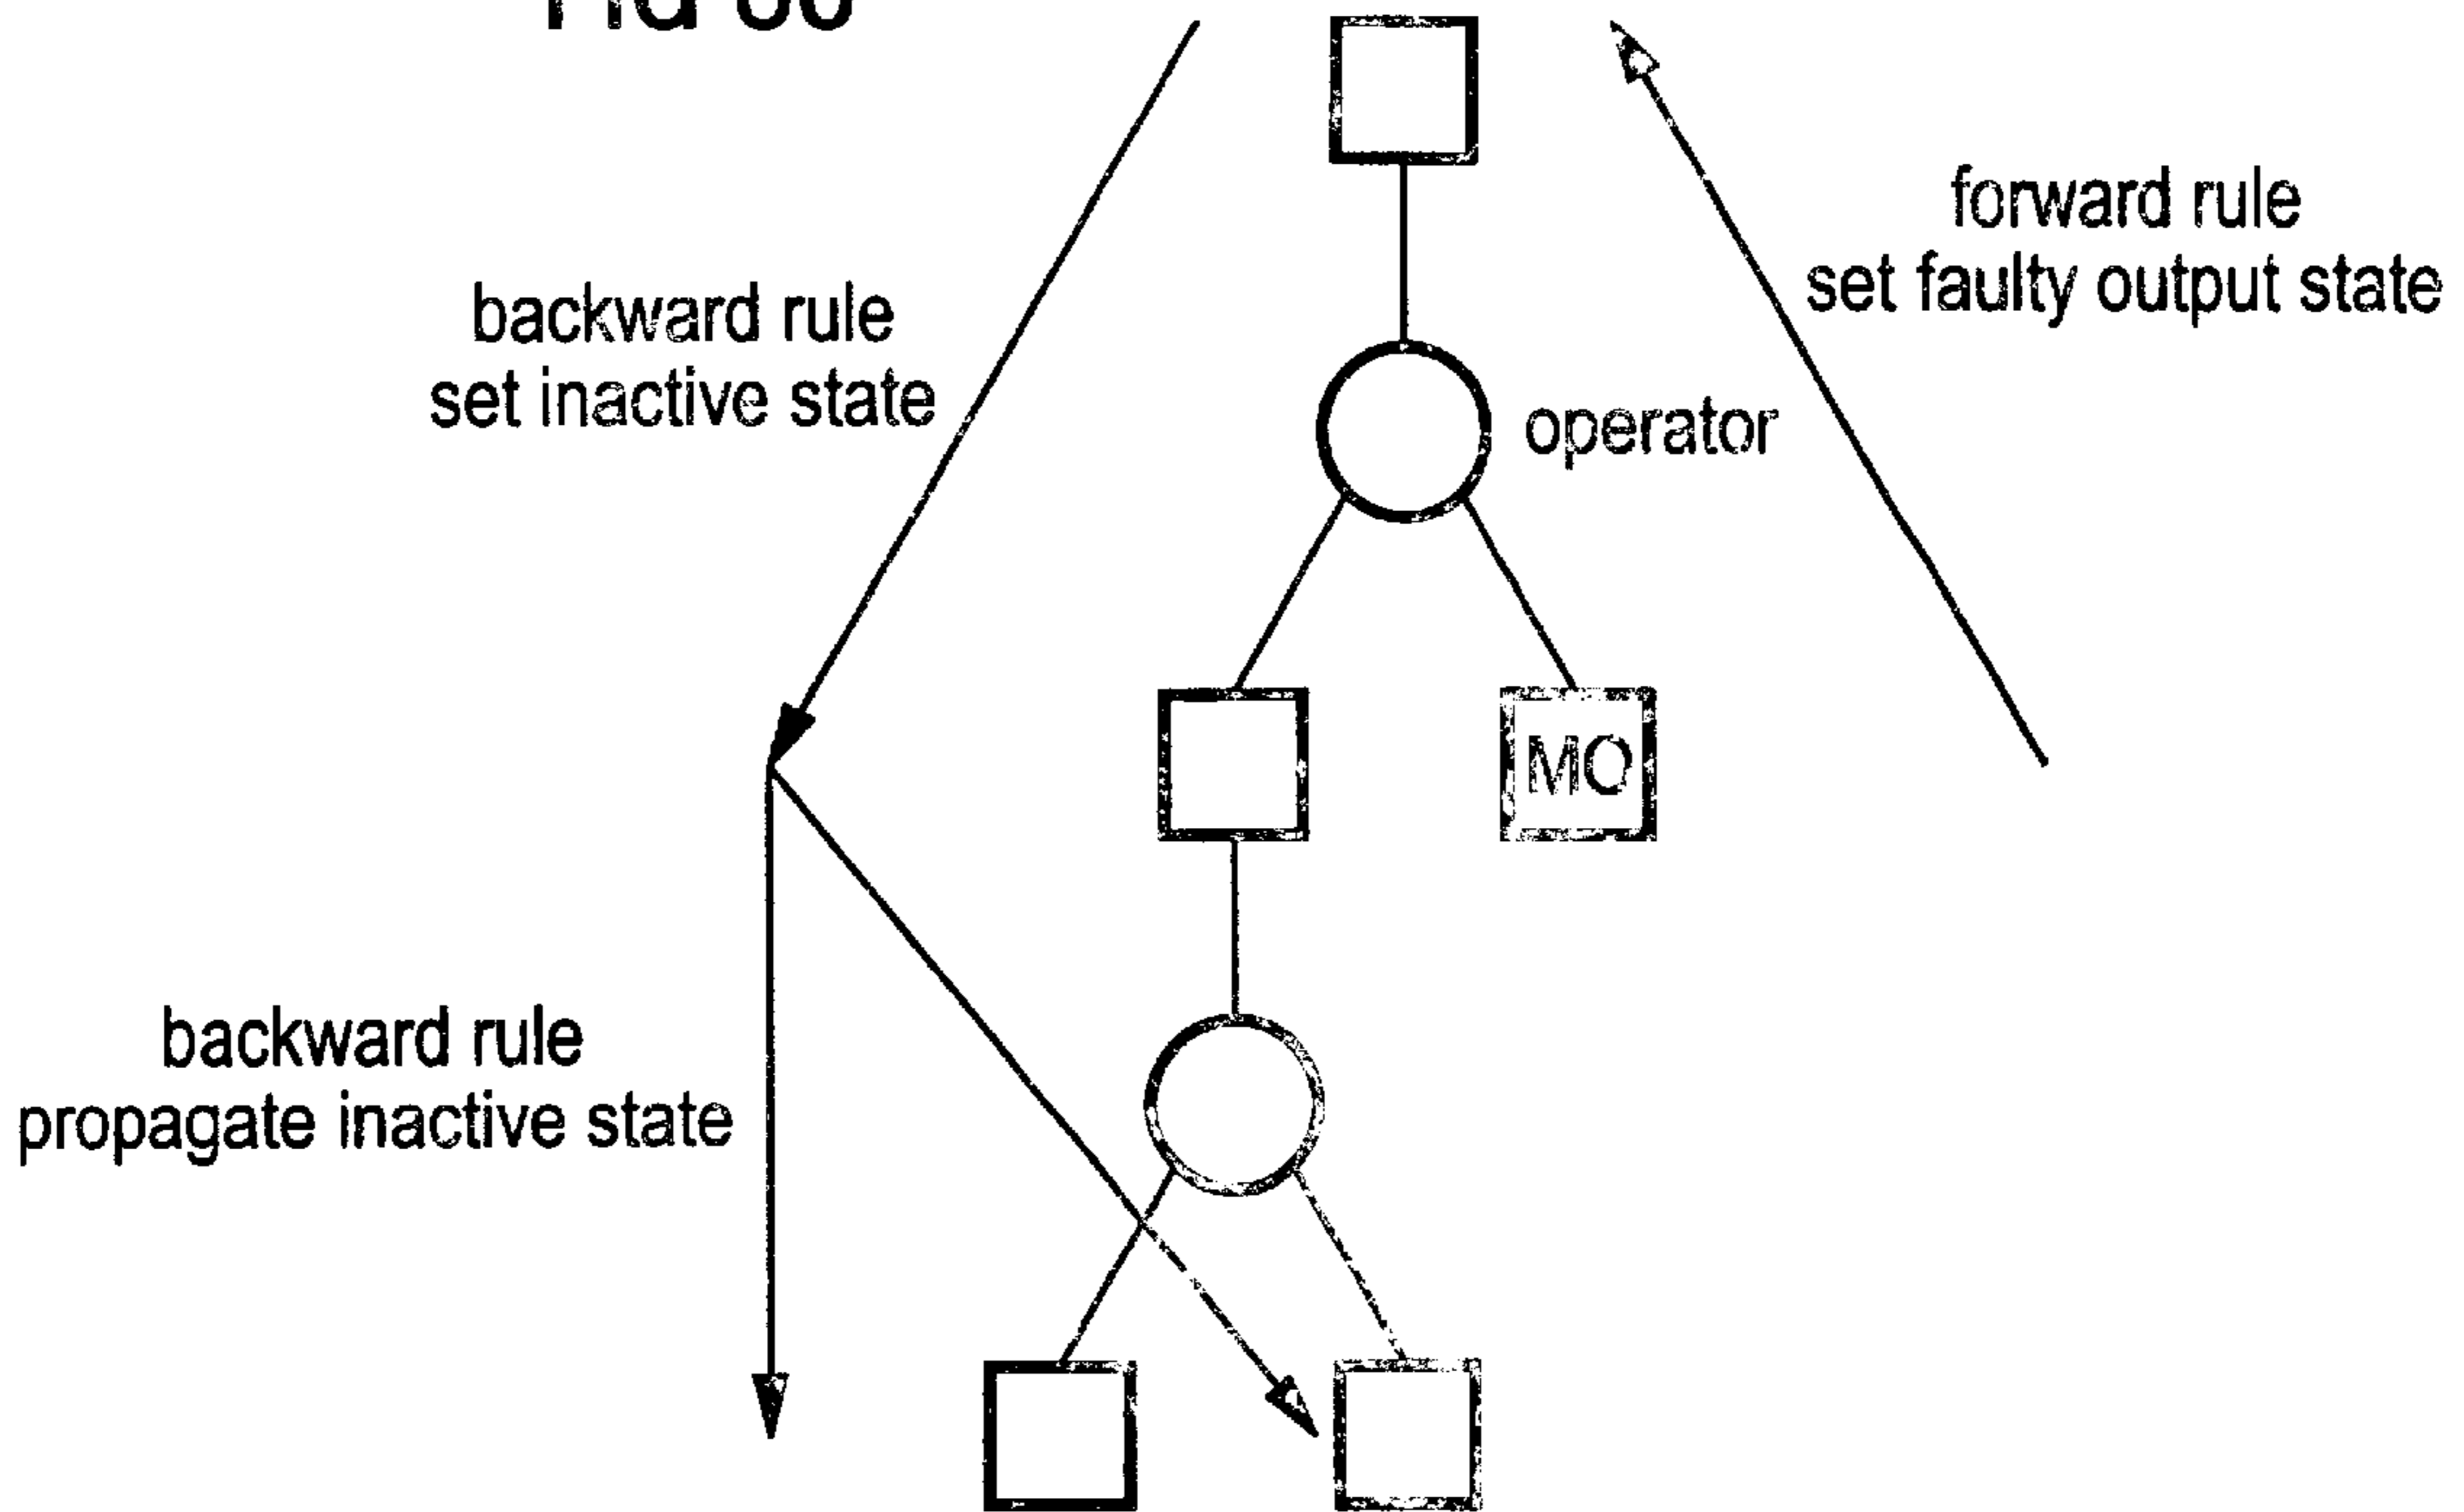 backward rule
set inactive state
forward rule
set faulty output state
operator
MO
backward rule
propagate inactive state